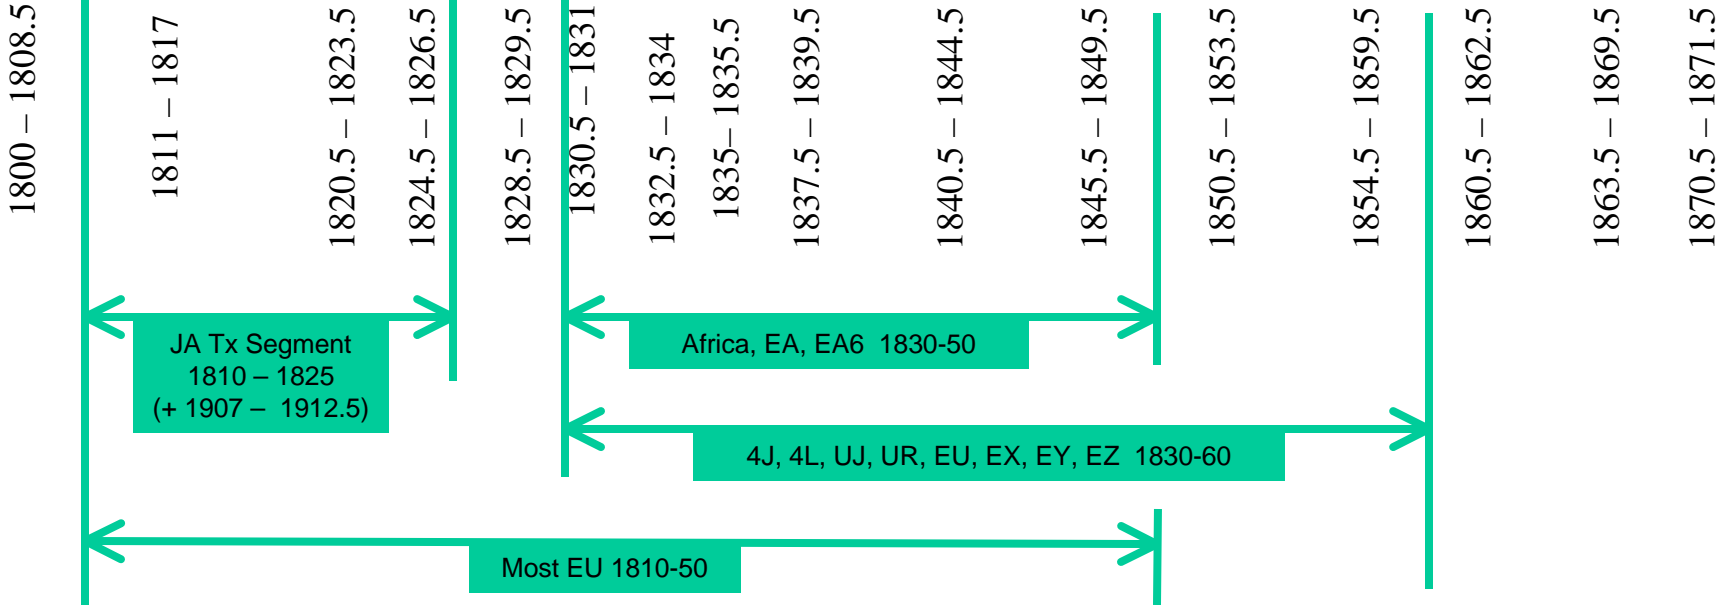 1800 – 1808.5
1811 – 1817
1820.5 – 1823.5
1824.5 – 1826.5
1828.5 – 1829.5
1830.5 – 1831
1832.5 – 1834
1835– 1835.5
1837.5 – 1839.5
1840.5 – 1844.5
1845.5 – 1849.5
1850.5 – 1853.5
1854.5 – 1859.5
1860.5 – 1862.5
1863.5 – 1869.5
1870.5 – 1871.5
JA Tx Segment
1810 – 1825
(+ 1907 – 1912.5)
Africa, EA, EA6 1830-50
4J, 4L, UJ, UR, EU, EX, EY, EZ 1830-60
Most EU 1810-50